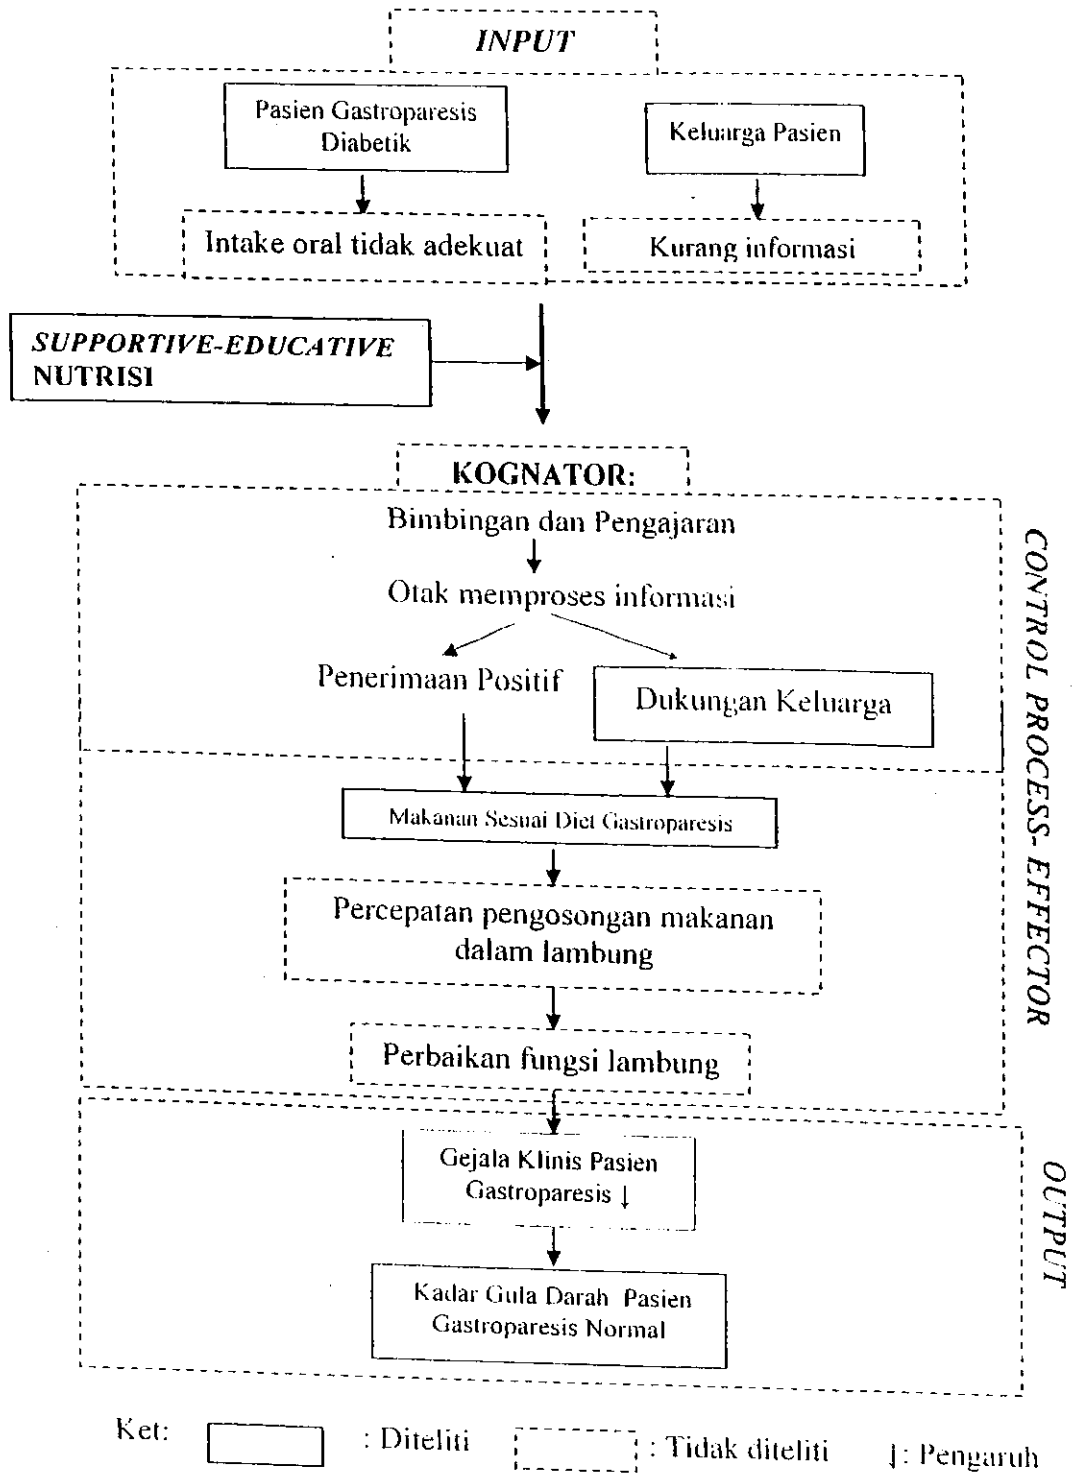 INPUT
Pasien Gastroparesis
Diabetik
Keluarga Pasien
Intake oral tidak adekuat
Kurang informasi
SUPPORTIVE-EDUCATIVE
NUTRISI
KOGNATOR:
Bimbingan dan Pengajaran
Otak memproses informasi
Penerimaan Positif
Dukungan Keluarga
Makanan Sesuai Diet Gastroparesis
Percepatan pengosongan makanan
dalam lambung
Perbaikan fungsi lambung
CONTROL PROCESS- EFFECTOR
Gejala Klinis Pasien
Gastroparesis ↓
Kadar Gula Darah Pasien
Gastroparesis Normal
OUTPUT
Ket: : Diteliti : Tidak diteliti ↓: Pengaruh